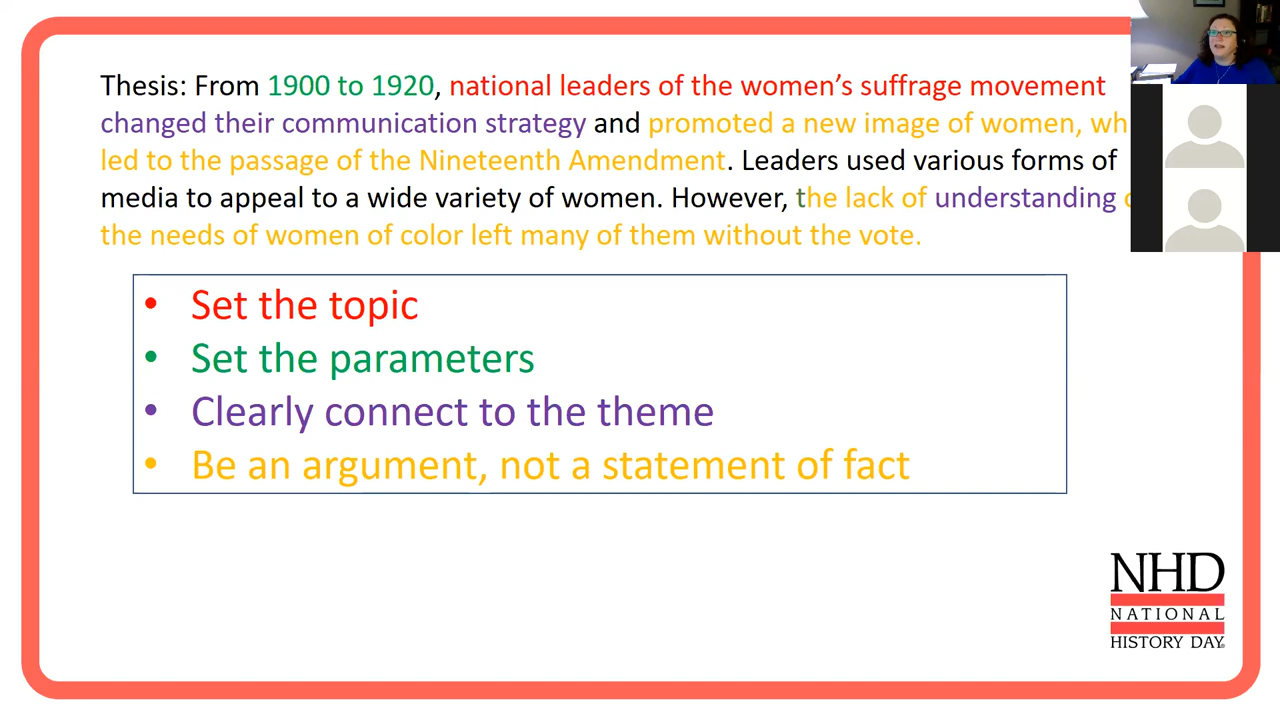 Thesis: From 1900 to 1920, national leaders of the women’s suffrage movement
changed their communication strategy and promoted a new image of women,
led to the passage of the Nineteenth Amendment. Leaders used various forms of
media to appeal to a wide variety of women. However, the lack of understanding
the needs of women of color left many of them without the vote.
• Set the topic
• Set the parameters
• Clearly connect to the theme
• Be an argument, not a statement of fact
NHD
NATIONAL
HISTORY DAY